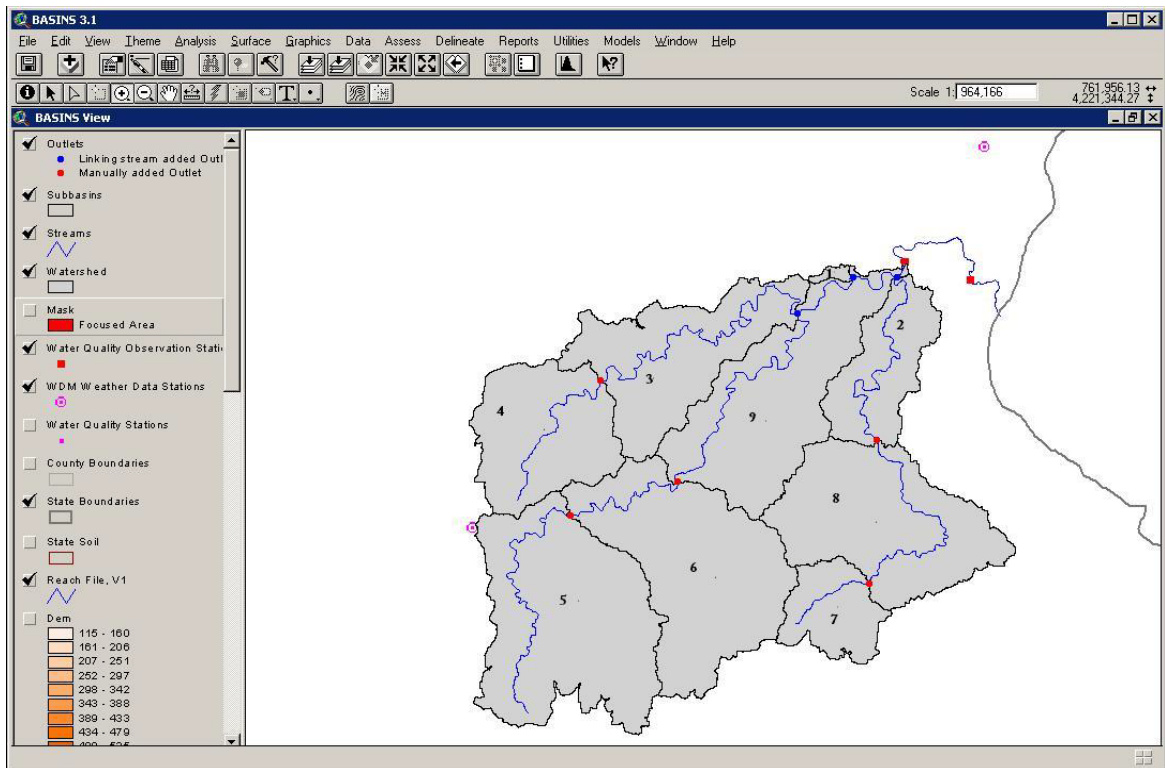 BASINS 3.1
File Edit View Theme Analysis Surface Graphics Data Assess Delineate Reports Utilities Models Window Help
Scale 1: 964,166
761,956.13
4,221,344.27
BASINS View
Outlets
Linking stream added Outl
Manually added Outlet
Subbasins
Streams
Watershed
Mask
Focused Area
Water Quality Observation Stati
WDM Weather Data Stations
Water Quality Stations
County Boundaries
State Boundaries
State Soil
Reach File, V1
Dem
115 - 160
161 - 206
207 - 251
252 - 297
298 - 342
343 - 388
389 - 433
434 - 479
1
2
3
4
9
8
6
5
7